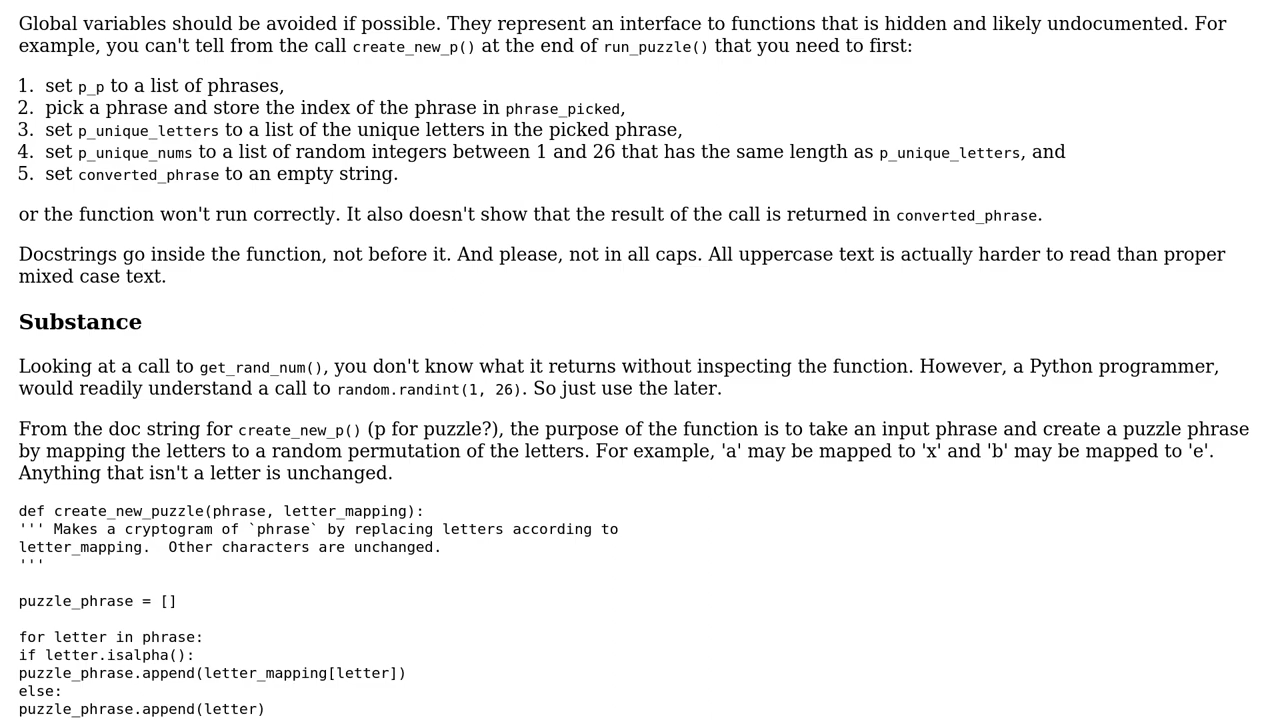 Global variables should be avoided if possible. They represent an interface to functions that is hidden and likely undocumented. For
example, you can't tell from the call create_new_p() at the end of run_puzzle() that you need to first:
1. set p_p to a list of phrases,
2. pick a phrase and store the index of the phrase in phrase_picked,
3. set p_unique_letters to a list of the unique letters in the picked phrase,
4. set p_unique_nums to a list of random integers between 1 and 26 that has the same length as p_unique_letters, and
5. set converted_phrase to an empty string.
or the function won't run correctly. It also doesn't show that the result of the call is returned in converted_phrase.
Docstrings go inside the function, not before it. And please, not in all caps. All uppercase text is actually harder to read than proper
mixed case text.
Substance
Looking at a call to get_rand_num(), you don't know what it returns without inspecting the function. However, a Python programmer,
would readily understand a call to random.randint(1, 26). So just use the later.
From the doc string for create_new_p() (p for puzzle?), the purpose of the function is to take an input phrase and create a puzzle phrase
by mapping the letters to a random permutation of the letters. For example, 'a' may be mapped to 'x' and 'b' may be mapped to 'e'.
Anything that isn't a letter is unchanged.
def create_new_puzzle(phrase, letter_mapping):
''' Makes a cryptogram of `phrase` by replacing letters according to
letter_mapping.  Other characters are unchanged.
'''
puzzle_phrase = []
for letter in phrase:
if letter.isalpha():
puzzle_phrase.append(letter_mapping[letter])
else:
puzzle_phrase.append(letter)